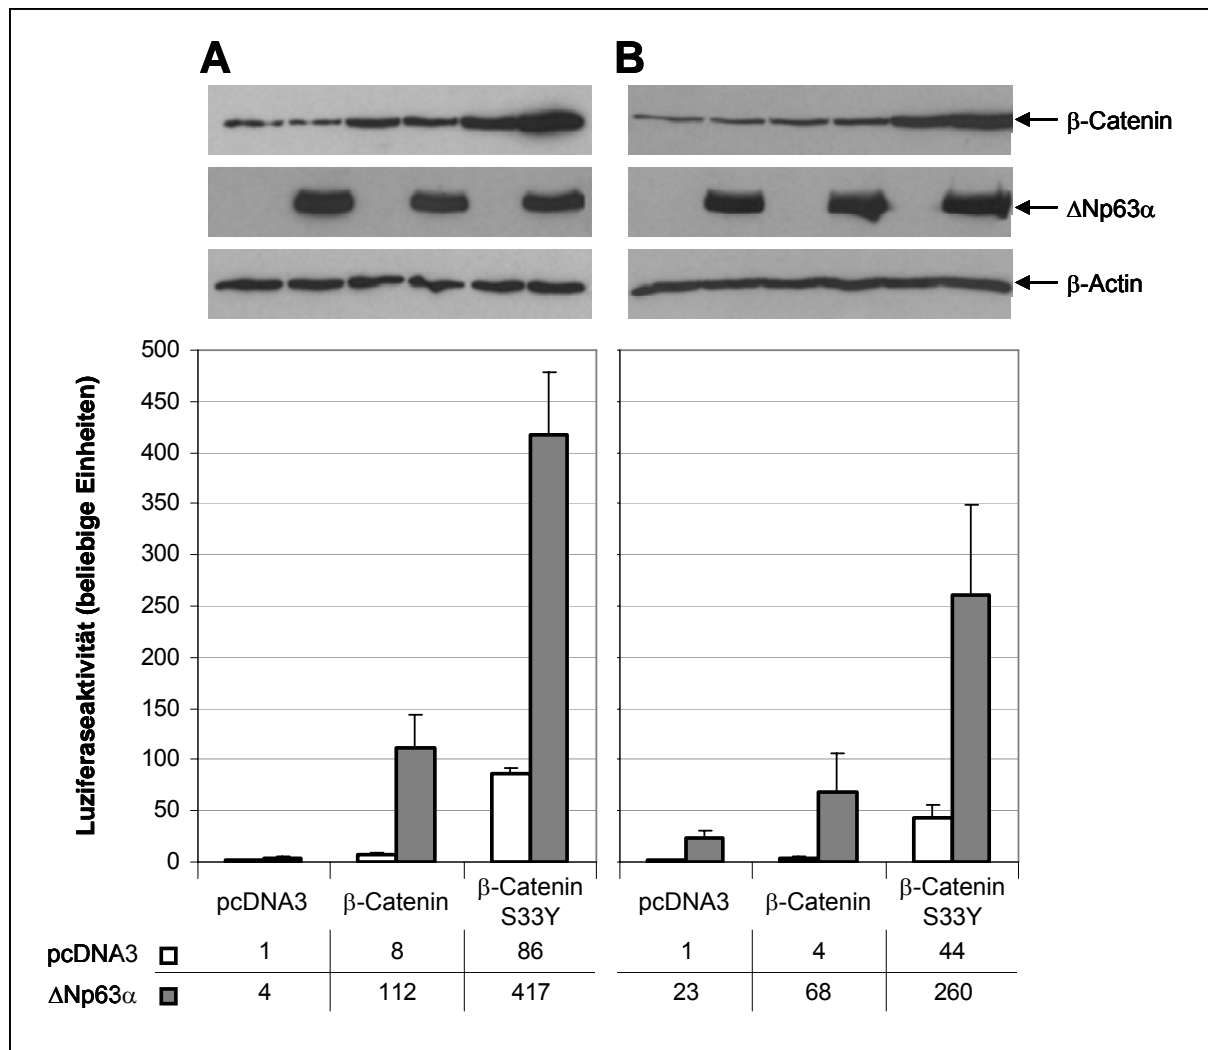 A B
β-Catenin
ΔNp63α
β-Actin
Luziferaseaktivität (beliebige Einheiten)
500
450
400
350
300
250
200
150
100
50
0
pcDNA3 β-Catenin β-Catenin S33Y pcDNA3 β-Catenin β-Catenin S33Y
pcDNA3 1 8 86 1 4 44
ΔNp63α 4 112 417 23 68 260